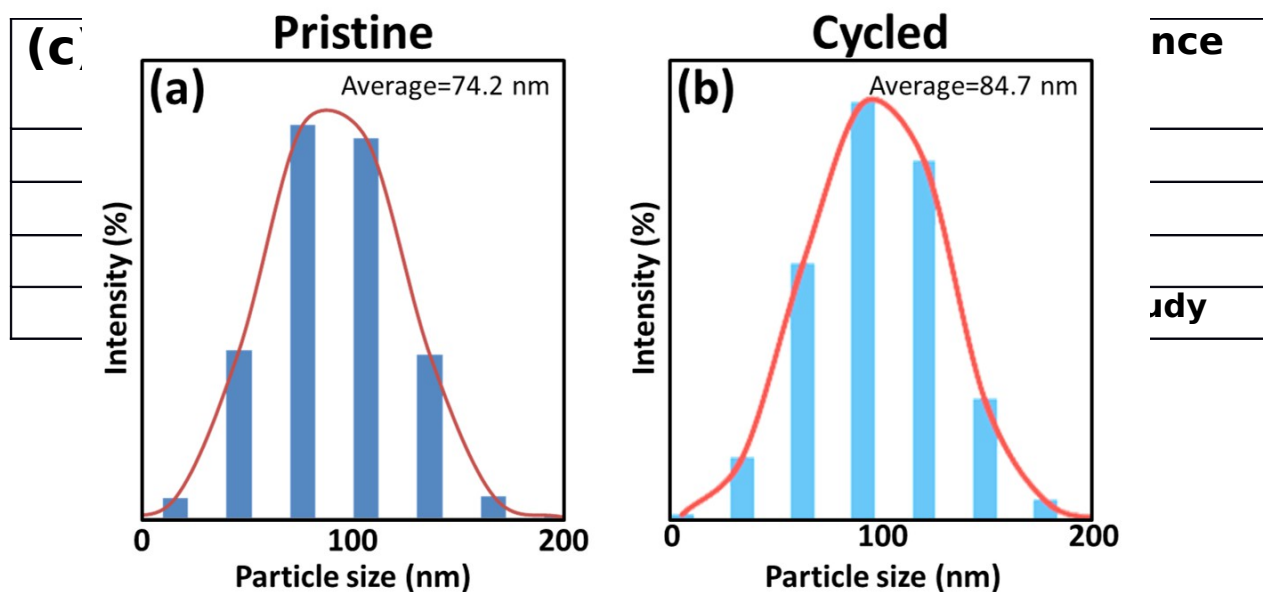 Pristine
Cycled
(c)
nce
(a)
Average=74.2 nm
(b)
Average=84.7 nm
Intensity (%)
Intensity (%)
udy
0
100
200
0
100
200
Particle size (nm)
Particle size (nm)